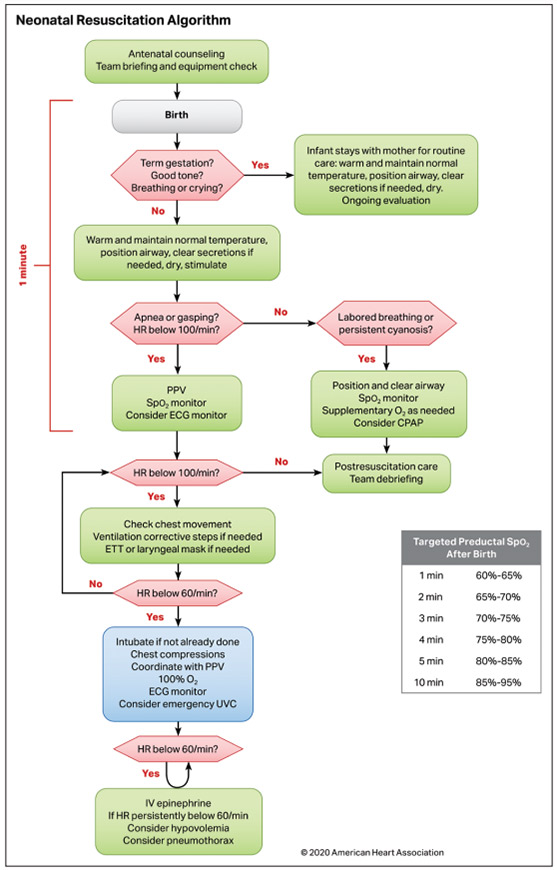 Neonatal Resuscitation Algorithm
Antenatal counseling
Team briefing and equipment check
Birth
1 minute
Term gestation?
Good tone?
Breathing or crying?
Yes
Infant stays with mother for routine
care: warm and maintain normal
temperature, position airway, clear
secretions if needed, dry.
Ongoing evaluation
No
Warm and maintain normal temperature,
position airway, clear secretions if
needed, dry, stimulate
Apnea or gasping?
HR below 100/min?
No
Labored breathing or
persistent cyanosis?
Yes
Yes
PPV
SpO₂ monitor
Consider ECG monitor
Position and clear airway
SpO₂ monitor
Supplementary O₂ as needed
Consider CPAP
HR below 100/min?
No
Postresuscitation care
Team debriefing
Yes
Check chest movement
Ventilation corrective steps if needed
ETT or laryngeal mask if needed
No
HR below 60/min?
Yes
Intubate if not already done
Chest compressions
Coordinate with PPV
100% O₂
ECG monitor
Consider emergency UVC
HR below 60/min?
Yes
IV epinephrine
If HR persistently below 60/min
Consider hypovolemia
Consider pneumothorax
Targeted Preductal SpO₂
After Birth
1 min 60%-65%
2 min 65%-70%
3 min 70%-75%
4 min 75%-80%
5 min 80%-85%
10 min 85%-95%
© 2020 American Heart Association